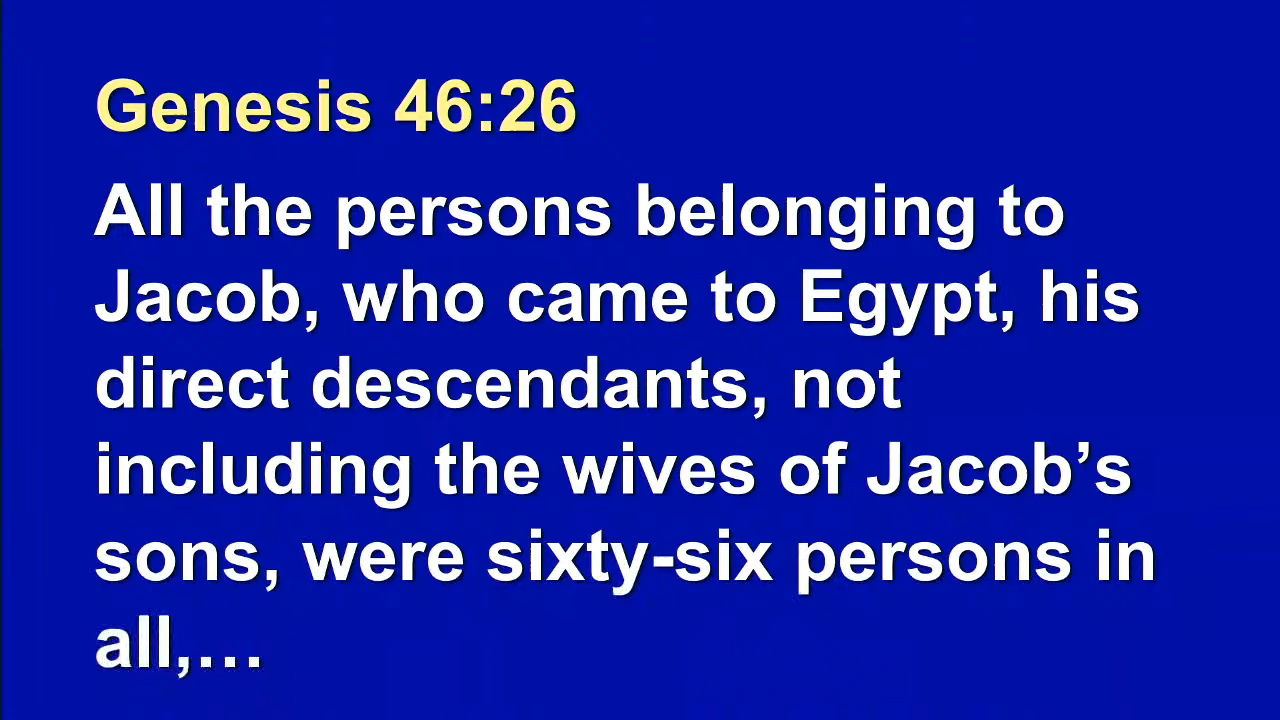 Genesis 46:26
All the persons belonging to
Jacob, who came to Egypt, his
direct descendants, not
including the wives of Jacob’s
sons, were sixty-six persons in
all,…